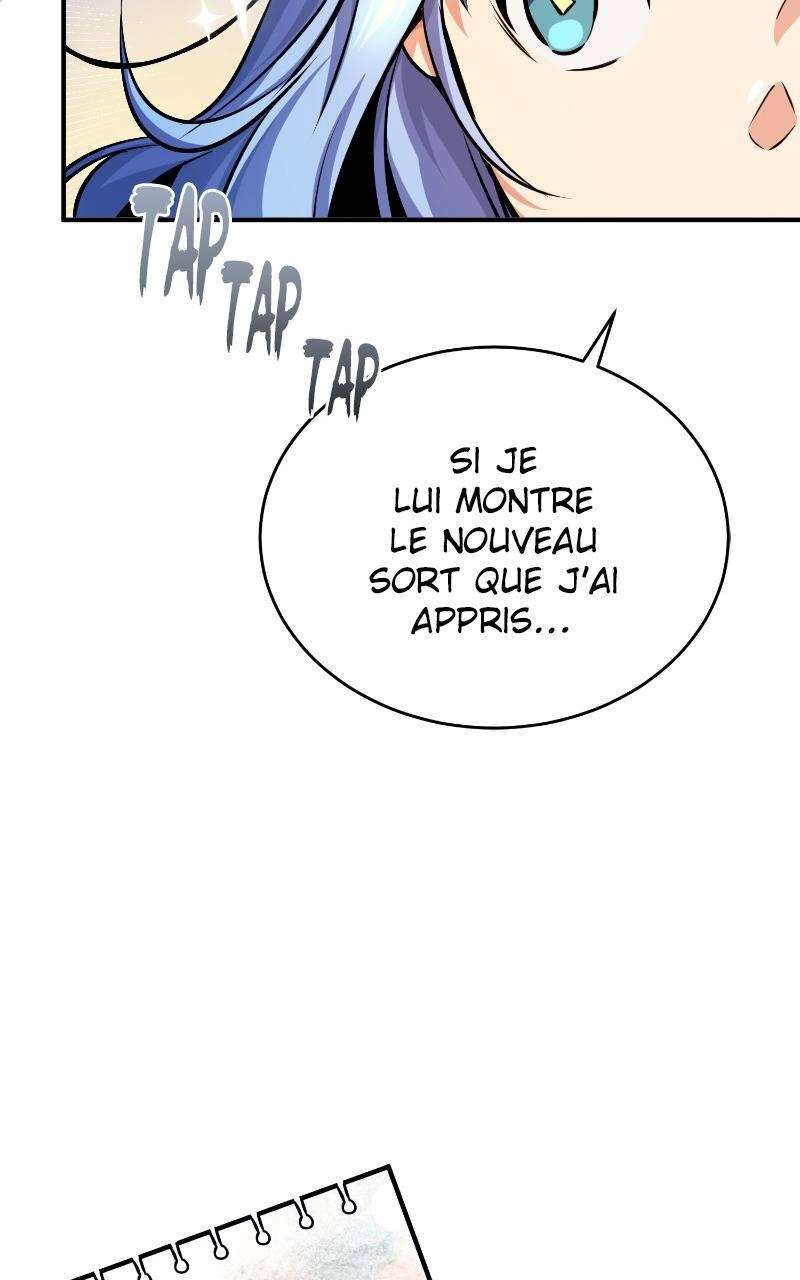 TAP
TAP
TAP
SI JE
LUI MONTRE
LE NOUVEAU
SORT QUE J'AI
APPRIS...